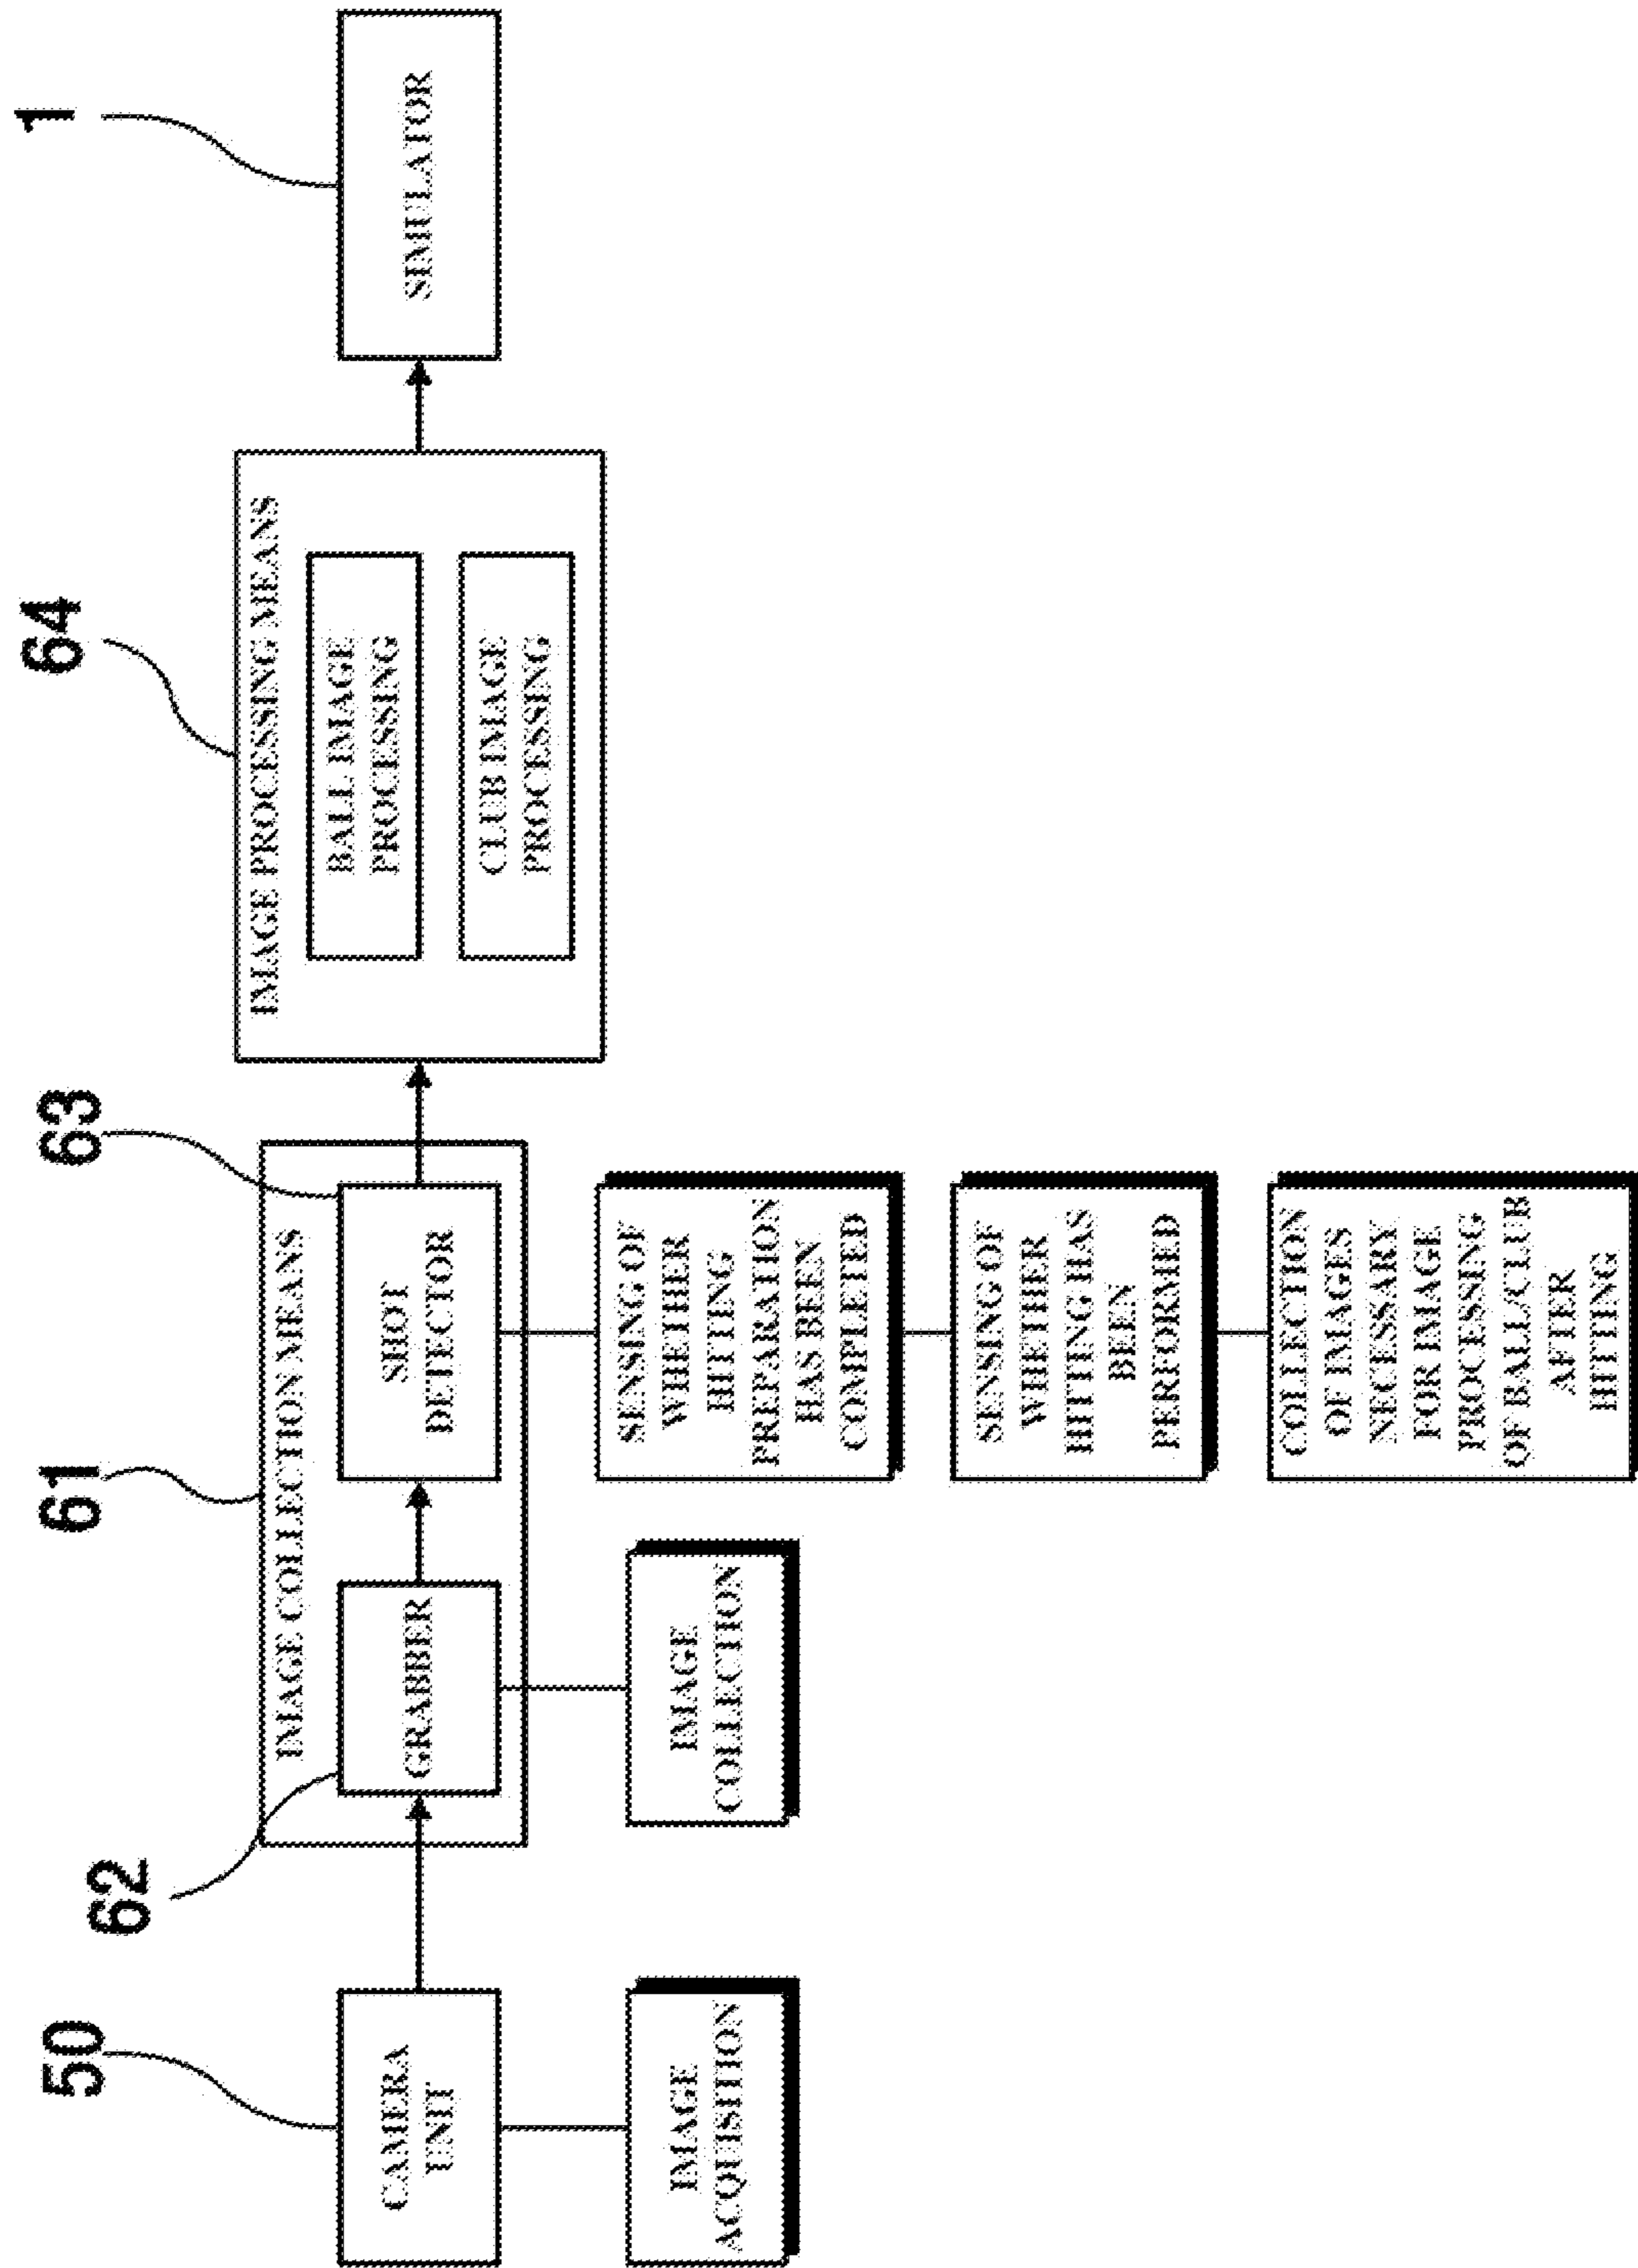 50
CAMERA
UNIT
IMAGE
ACQUISITION
61
IMAGE COLLECTION MEANS
62
GRABBER
IMAGE
COLLECTION
63
SHOT
DETECTOR
SENSING OF
WHETHER
HITTING
PREPARATION
HAS BEEN
COMPLETED
SENSING OF
WHETHER
HITTING HAS
BEEN
PERFORMED
COLLECTION
OF IMAGES
NECESSARY
FOR IMAGE
PROCESSING
OF BALL/CLUB
AFTER
HITTING
64
IMAGE PROCESSING MEANS
BALL IMAGE
PROCESSING
CLUB IMAGE
PROCESSING
1
SIMULATOR